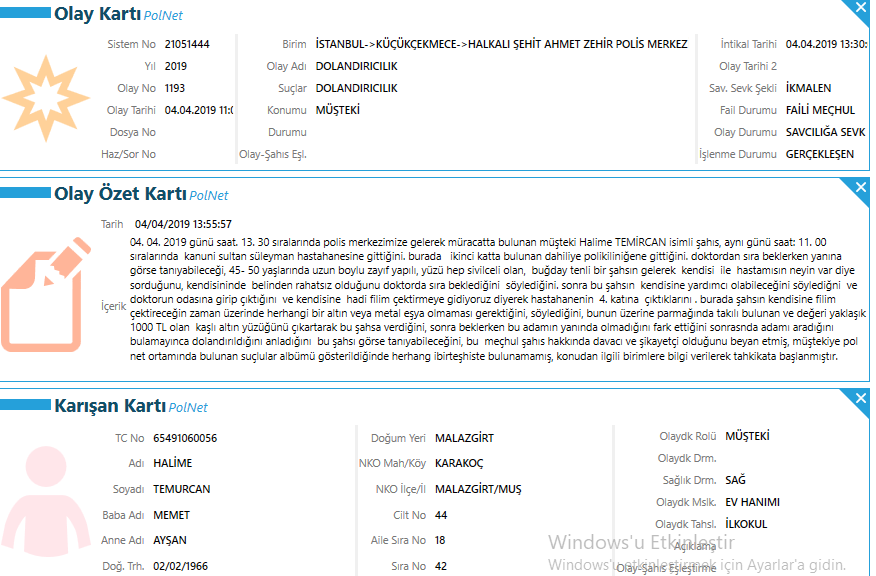 Olay Kartı PolNet
Sistem No 21051444
Yıl 2019
Olay No 1193
Olay Tarihi 04.04.2019 11:0
Dosya No
Haz/Sor No
Birim İSTANBUL->KÜÇÜKÇEKMECE->HALKALI ŞEHİT AHMET ZEHİR POLİS MERKEZ
Olay Adı DOLANDIRICILIK
Suçlar DOLANDIRICILIK
Konumu MÜŞTEKİ
Durumu
Olay-Şahıs Eşl.
İntikal Tarihi 04.04.2019 13:30:
Olay Tarihi 2
Sav. Sevk Şekli İKMALEN
Fail Durumu FAİLİ MEÇHUL
Olay Durumu SAVCILIĞA SEVK
İşlenme Durumu GERÇEKLEŞEN
Olay Özet Kartı PolNet
Tarih 04/04/2019 13:55:57
İçerik
04. 04. 2019 günü saat. 13. 30 sıralarında polis merkezimize gelerek müracatta bulunan müşteki Halime TEMİRCAN isimli şahıs, aynı günü saat: 11. 00
sıralarında kanuni sultan süleyman hastahanesine gittiğini. burada ikinci katta bulunan dahiliye polikiliniğene gittiğini. doktordan sıra beklerken yanına
görse tanıyabileceği, 45- 50 yaşlarında uzun boylu zayıf yapılı, yüzü hep sivilceli olan, buğday tenli bir şahsın gelerek kendisi ile hastamısın neyin var diye
sorduğunu, kendisininde belinden rahatsız olduğunu doktorda sıra beklediğini söylediğini. sonra bu şahsın kendisine yardımcı olabileceğini söylediğni ve
doktorun odasına girip çıktığını ve kendisine hadi filim çektirmeye gidiyoruz diyerek hastahanenin 4. katına çıktıklarını . burada şahsın kendisine filim
çektireceğin zaman üzerinde herhangi bir altın veya metal eşya olmaması gerektiğini, söylediğini, bunun üzerine parmağında takılı bulunan ve değeri yaklaşık
1000 TL olan kaşlı altın yüzüğünü çıkartarak bu şahsa verdiğini, sonra beklerken bu adamın yanında olmadığını fark ettiğini sonrasnda adamı aradığını
bulamayınca dolandırıldığını anladığını bu şahsı görse tanıyabileceğini, bu meçhul şahıs hakkında davacı ve şikayetçi olduğunu beyan etmiş, müştekiye pol
net ortamında bulunan suçlular albümü gösterildiğinde herhang ibirteşhiste bulunamamış, konudan ilgili birimlere bilgi verilerek tahkikata başlanmıştır.
Karışan Kartı PolNet
TC No 65491060056
Adı HALİME
Soyadı TEMURCAN
Baba Adı MEMET
Anne Adı AYŞAN
Doğ. Trh. 02/02/1966
Doğum Yeri MALAZGİRT
NKO Mah/Köy KARAKOÇ
NKO İlçe/İl MALAZGİRT/MUŞ
Cilt No 44
Aile Sıra No 18
Sıra No 42
Olaydk Rolü MÜŞTEKİ
Olaydk Drm.
Sağlık Drm. SAĞ
Olaydk Mslk. EV HANIMI
Olaydk Tahsl. İLKOKUL
Açıklama
Olay-Şahıs Eşleştirme
Windows'u Etkinleştir
Windows'u etkinleştirmek için Ayarlar'a gidin.